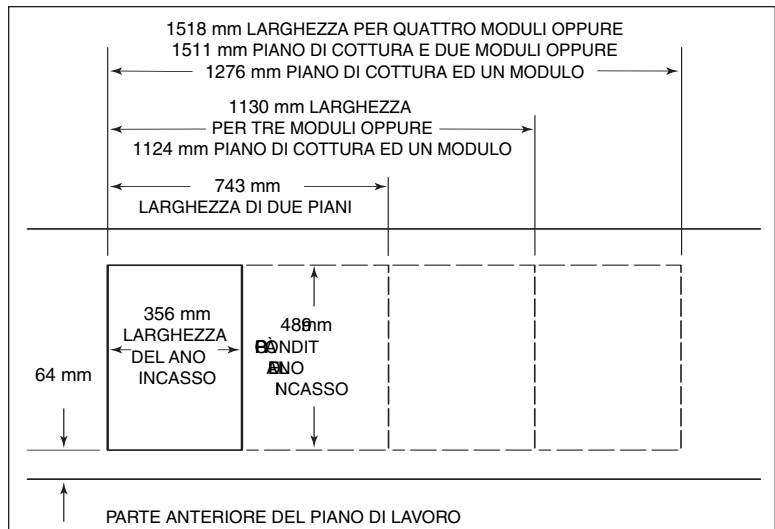 1518 mm LARGHEZZA PER QUATTRO MODULI OPPURE
1511 mm PIANO DI COTTURA E DUE MODULI OPPURE
1276 mm PIANO DI COTTURA ED UN MODULO
1130 mm LARGHEZZA
PER TRE MODULI OPPURE
1124 mm PIANO DI COTTURA ED UN MODULO
743 mm
LARGHEZZA DI DUE PIANI
356 mm
LARGHEZZA
DEL ANO
INCASSO
mm
64 mm
PARTE ANTERIORE DEL PIANO DI LAVORO